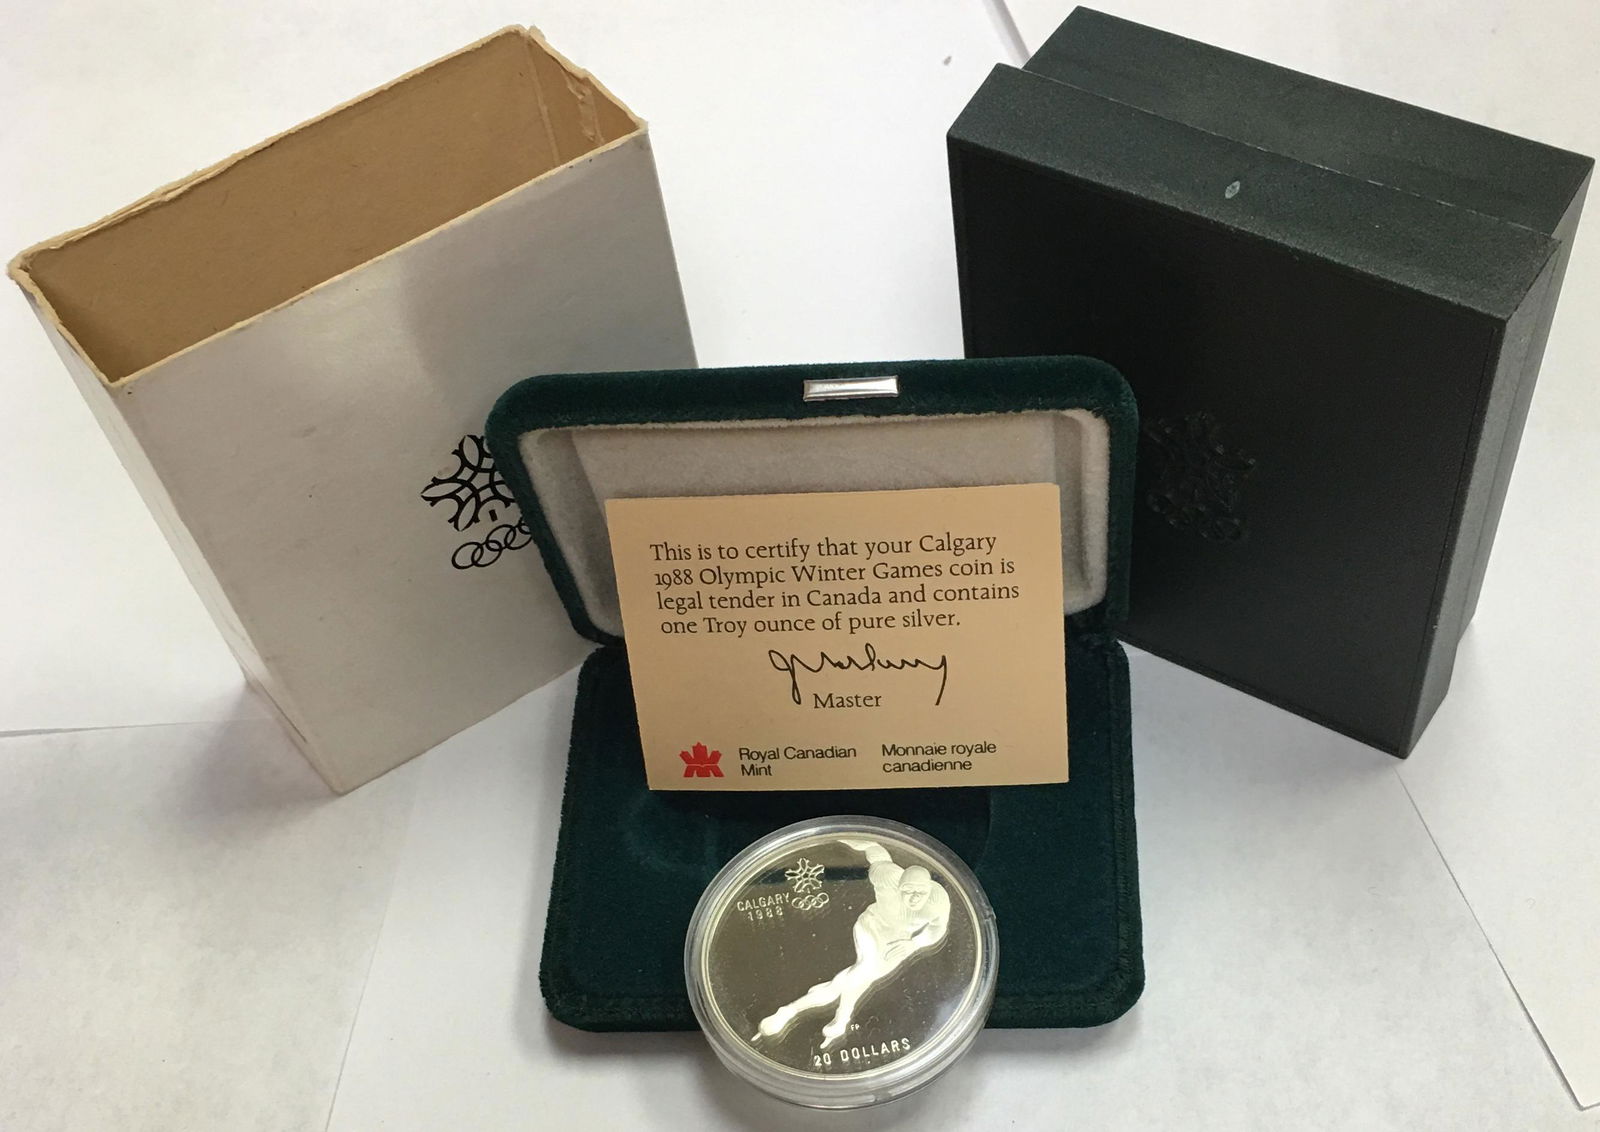 This is to certify that your Calgary
1988 Olympic Winter Games coin is
legal tender in Canada and contains
one Troy ounce of pure silver.
Master
Royal Canadian Mint
Monnaie royale canadienne
CALGARY
1988
FP
20 DOLLARS